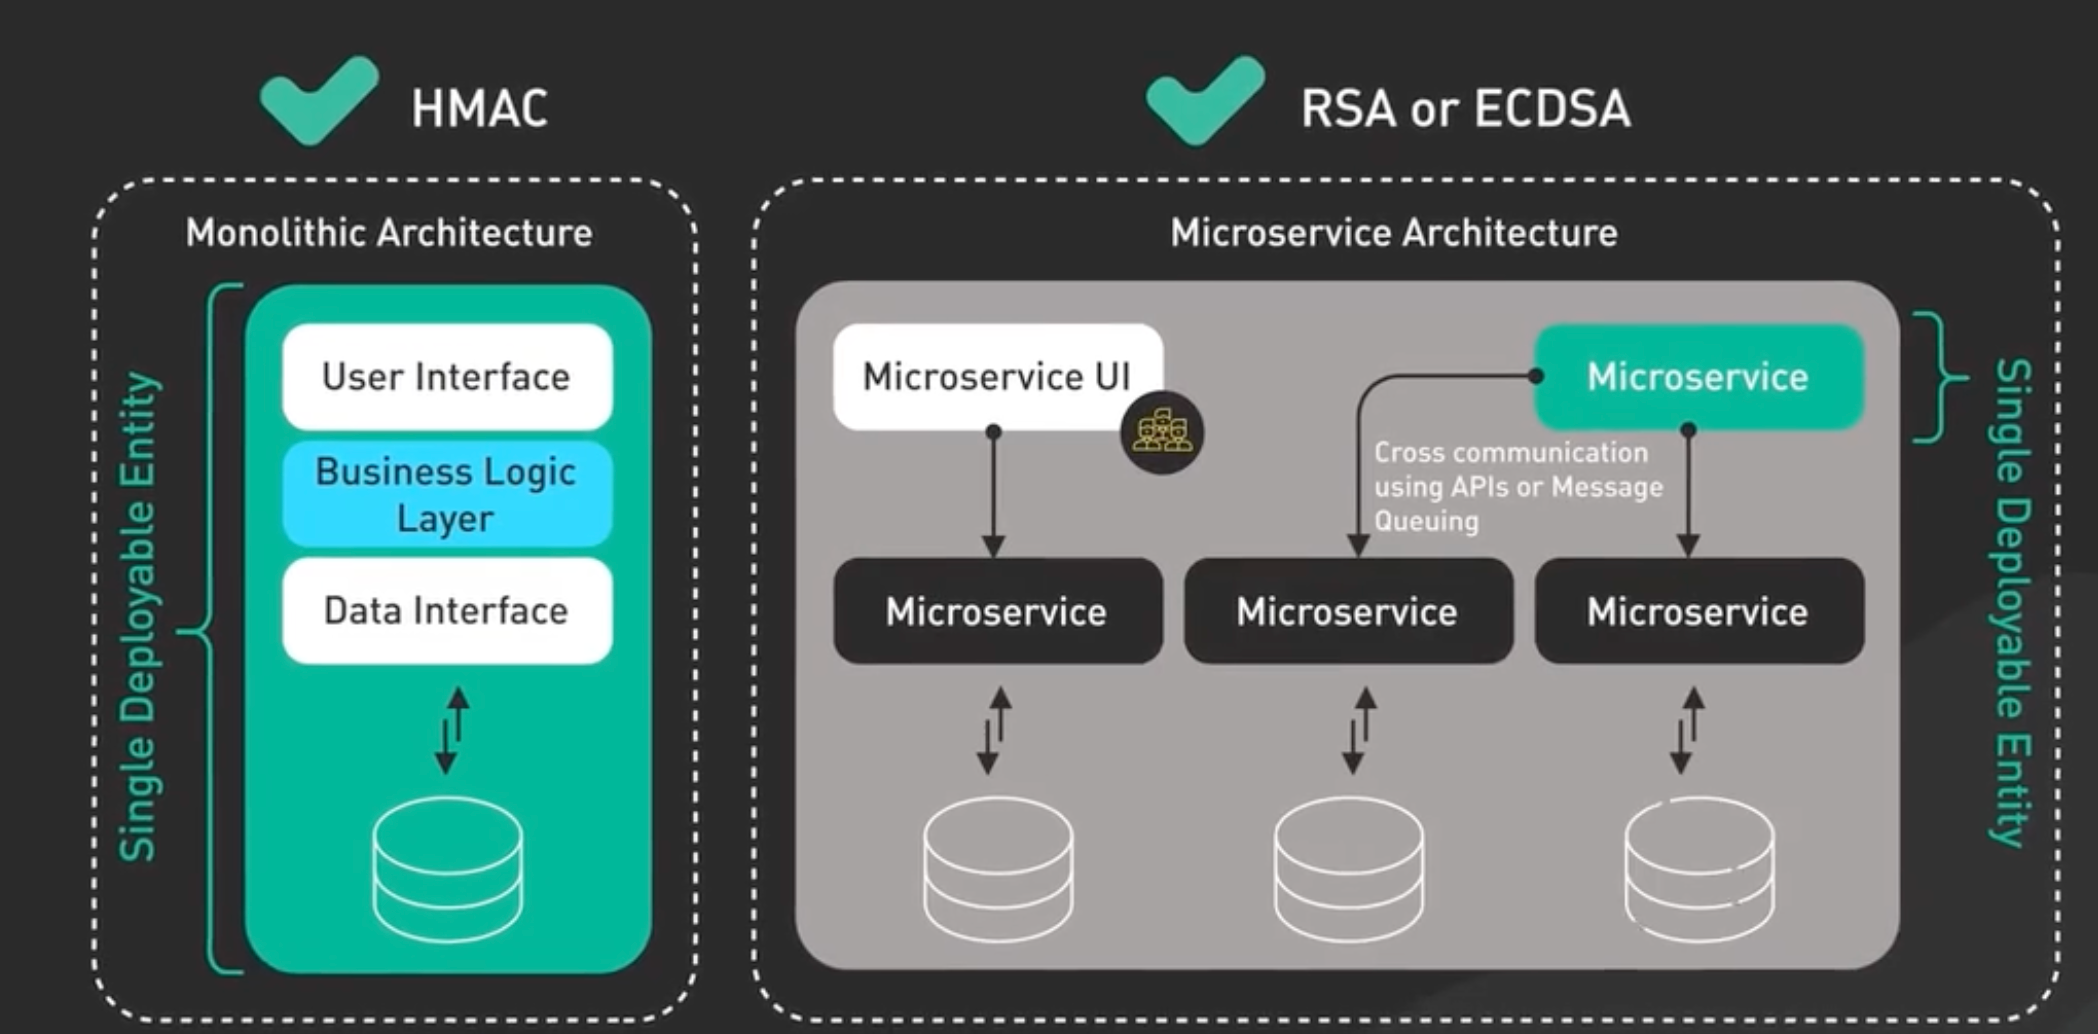 HMAC
RSA or ECDSA
Monolithic Architecture
Single Deployable Entity
User Interface
Business Logic
Layer
Data Interface
Microservice Architecture
Microservice UI
Microservice
Cross communication
using APIs or Message
Queuing
Microservice
Microservice
Microservice
Single Deployable Entity